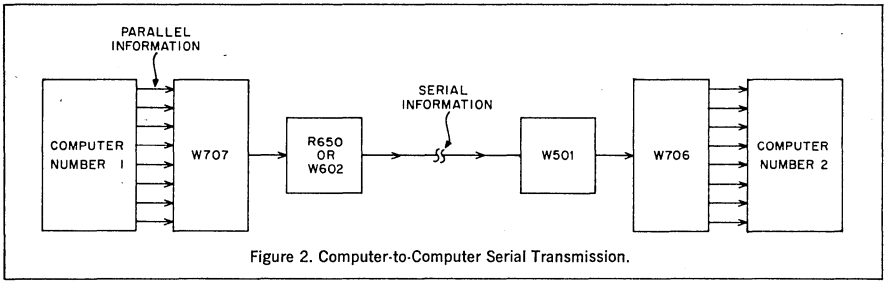 PARALLEL
INFORMATION
COMPUTER
NUMBER 1
W707
R650
OR
W602
SERIAL
INFORMATION
W501
W706
COMPUTER
NUMBER 2
Figure 2. Computer-to-Computer Serial Transmission.